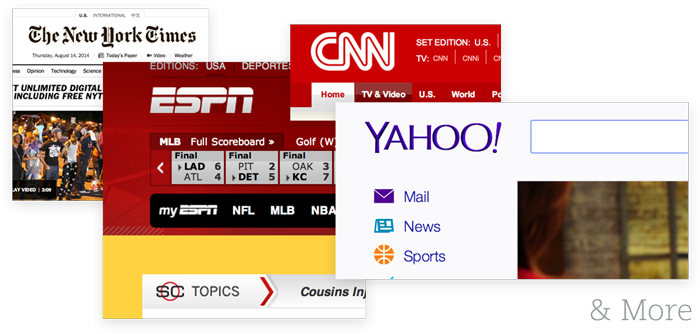 U.S. INTERNATIONAL 中文
The New York Times
Thursday, August 14, 2014 Today's Paper Video Weather
Opinion Technology Science
GET UNLIMITED DIGITAL
INCLUDING FREE NYT
PLAY VIDEO | 3:09
EDITIONS: USA DEPORTES
ESPN
MLB Full Scoreboard » Golf (W)
Final Final Final
LAD 6 PIT 2 OAK 3
ATL 4 DET 5 KC 7
my ESPN NFL MLB NBA
SC TOPICS Cousins Inj
CNN
SET EDITION: U.S.
TV: CNN CNNi
Home TV & Video U.S. World Po
YAHOO!
Mail
News
Sports
& More